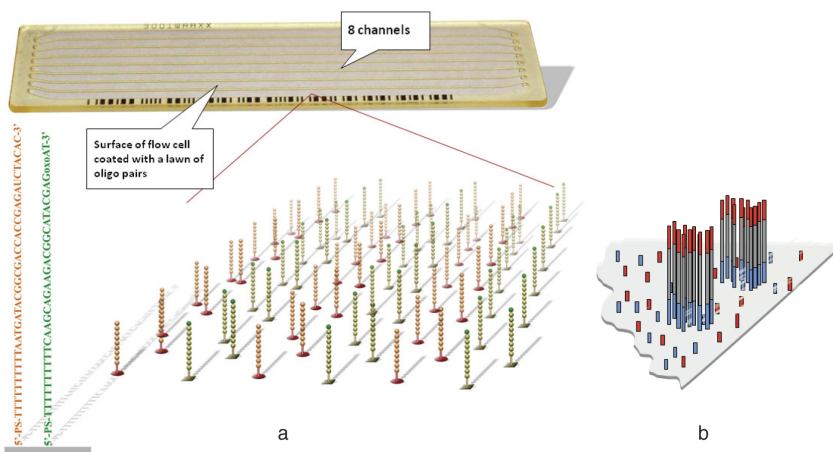 8 channels
Surface of flow cell
coated with a lawn of
oligo pairs
5'-PS-TTTTTTTTTTAATGATACGGCGACCACCGAGAUCTACAC-3'
5'-PS-TTTTTTTTTTCAAGCAGAAGACGGCATACGAGoxoAT-3'
a
b